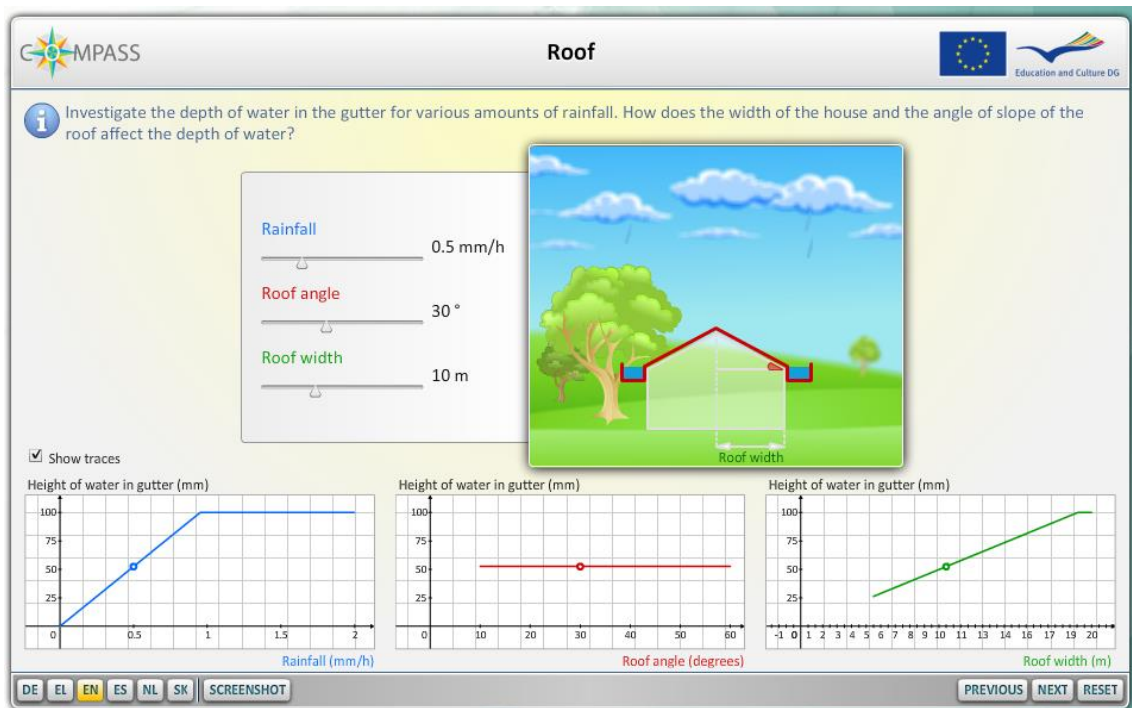 COMPASS
Roof
Education and Culture DG
Investigate the depth of water in the gutter for various amounts of rainfall. How does the width of the house and the angle of slope of the
roof affect the depth of water?
Rainfall
0.5 mm/h
Roof angle
30 °
Roof width
10 m
Roof width
Show traces
Height of water in gutter (mm)
100
75
50
25
0 0.5 1 1.5 2
Rainfall (mm/h)
Height of water in gutter (mm)
100
75
50
25
0 10 20 30 40 50 60
Roof angle (degrees)
Height of water in gutter (mm)
100
75
50
25
-1 0 1 2 3 4 5 6 7 8 9 10 11 13 14 16 17 19 20
Roof width (m)
DE EL EN ES NL SK SCREENSHOT PREVIOUS NEXT RESET